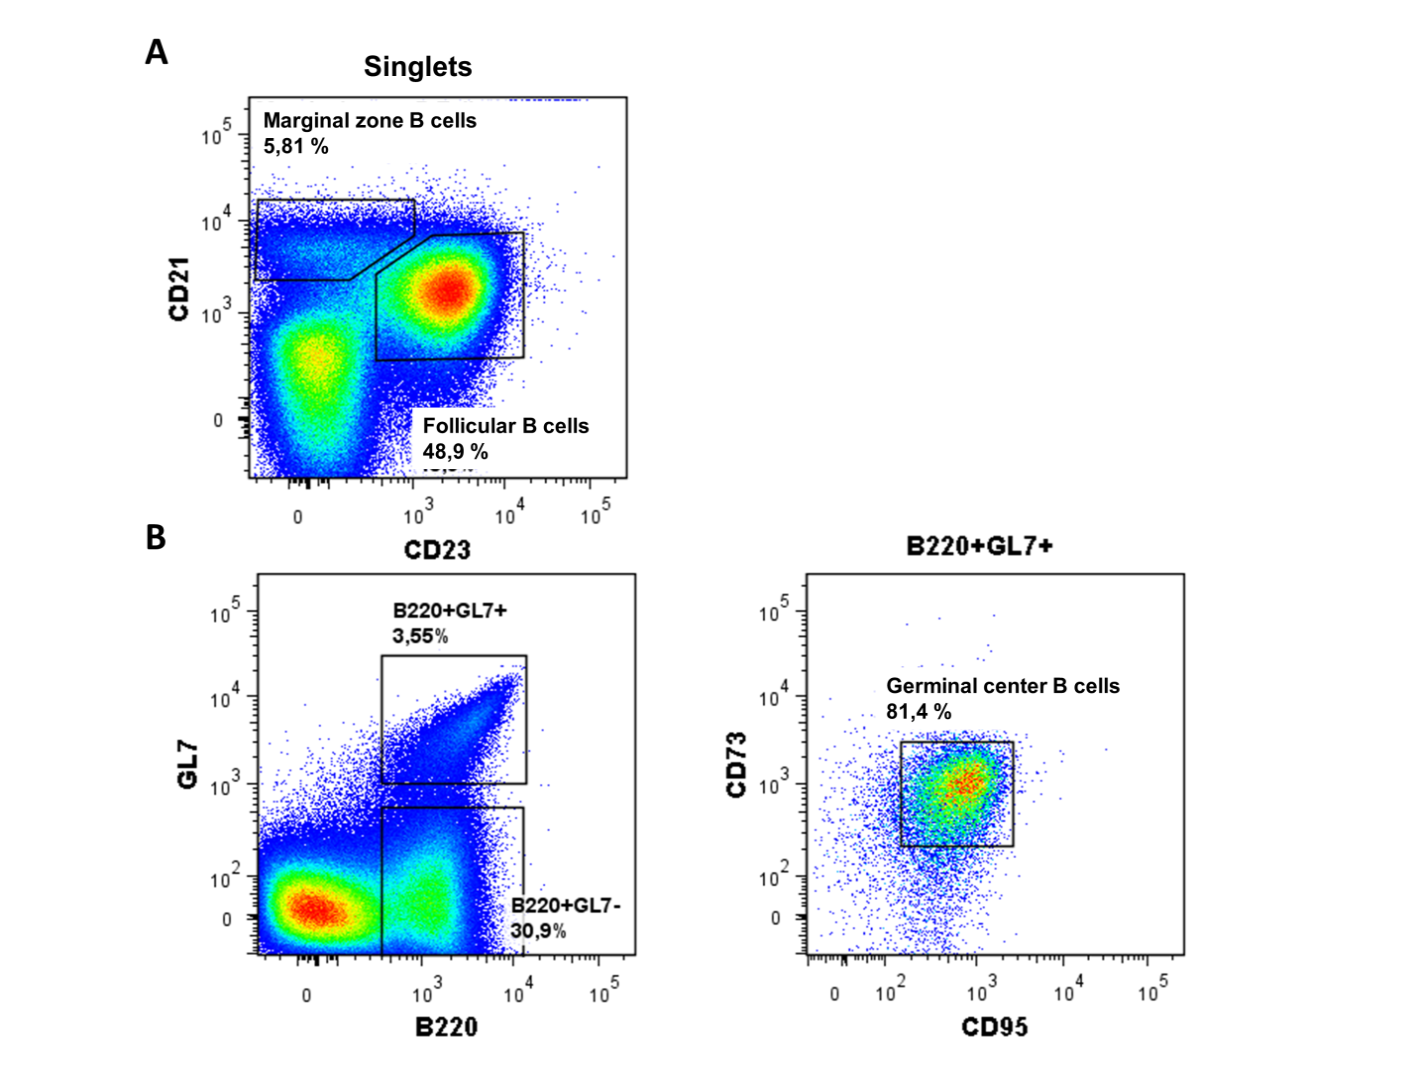 A
Singlets
Marginal zone B cells
5,81 %
10^5
10^4
10^3
0
CD21
Follicular B cells
48,9 %
0
10^3
10^4
10^5
CD23
B
B220+GL7+
3,55%
10^5
10^4
10^3
10^2
0
GL7
B220+GL7-
30,9%
0
10^3
10^4
10^5
B220
B220+GL7+
Germinal center B cells
81,4 %
10^5
10^4
10^3
10^2
0
CD73
0
10^2
10^3
10^4
10^5
CD95